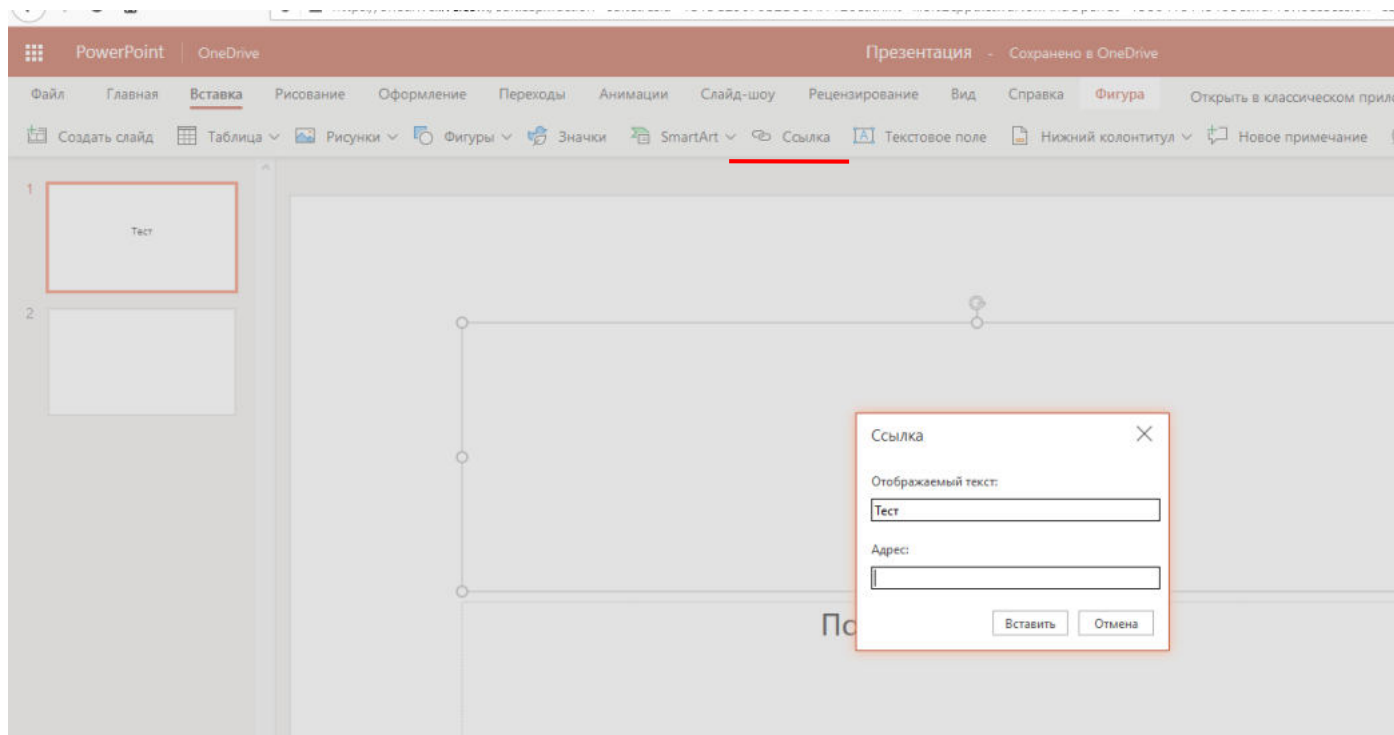 PowerPoint OneDrive Презентация - Сохранено в OneDrive
Файл Главная Вставка Рисование Оформление Переходы Анимации Слайд-шоу Рецензирование Вид Справка Фигура Открыть в классическом
Создать слайд Таблица Рисунки Фигуры Значки SmartArt Ссылка Текстовое поле Нижний колонтитул Новое примечание
1
Тест
2
Ссылка
Отображаемый текст:
Тест
Адрес:
По
Вставить Отмена